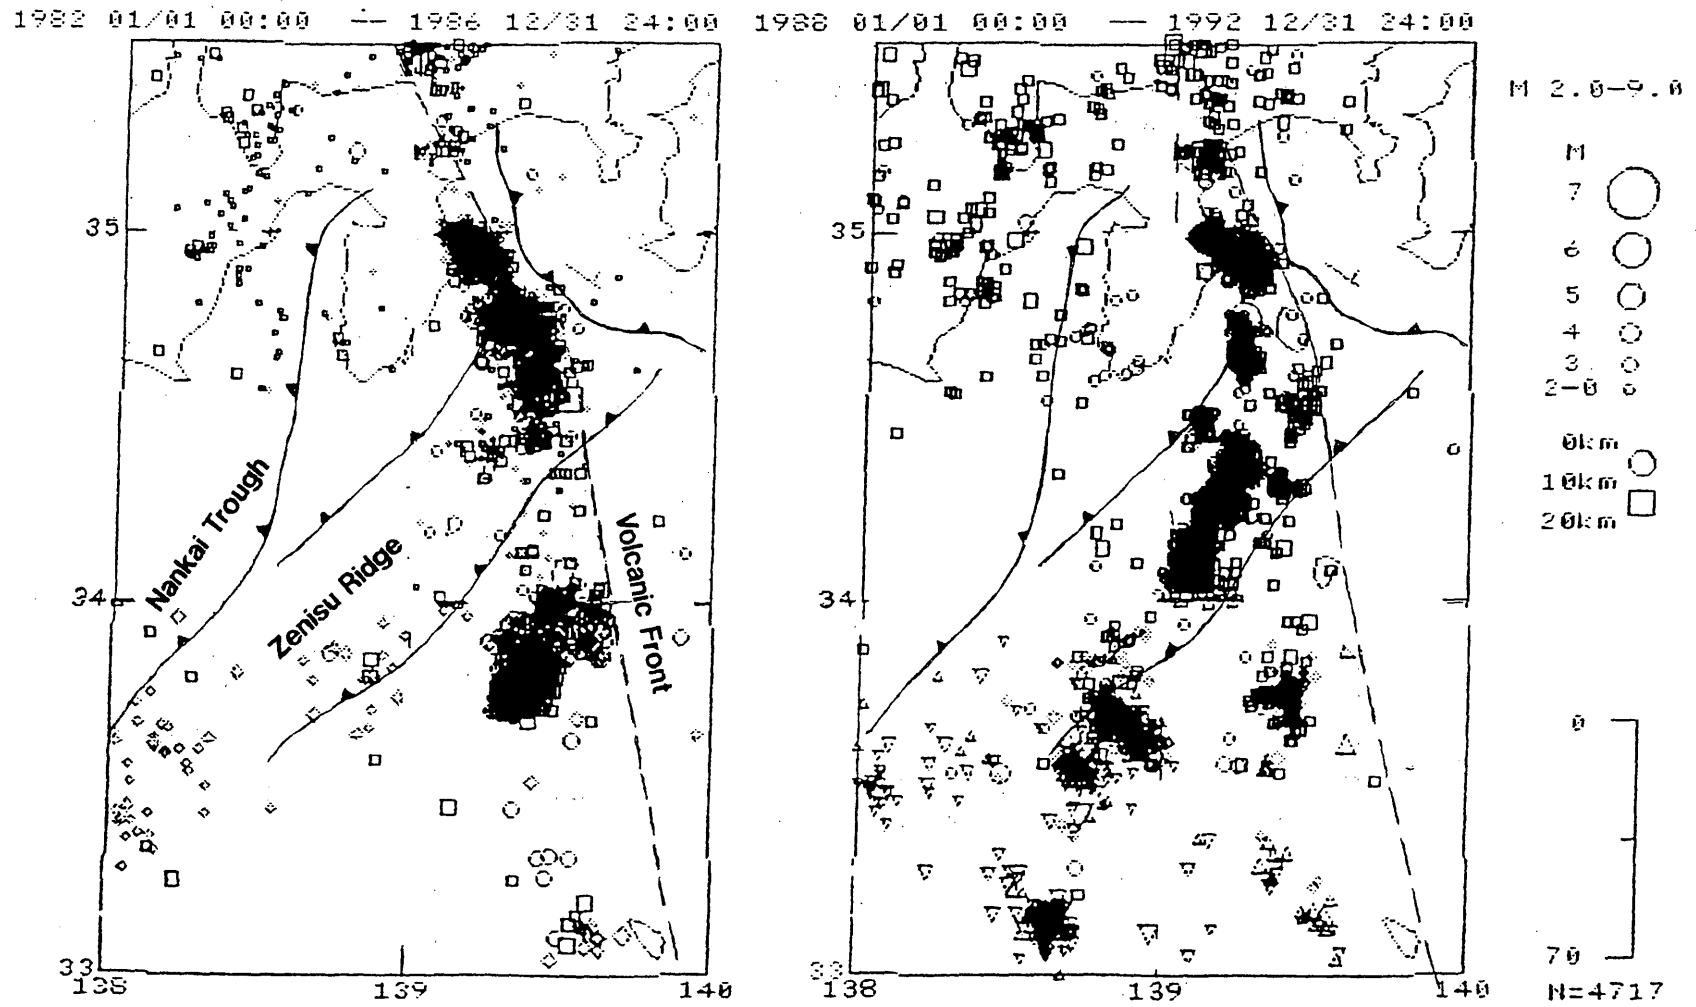 1982 01/01 00:00 -- 1986 12/31 24:00
1988 01/01 00:00 -- 1992 12/31 24:00
M 2.0-9.0
M
7
6
5
4
3
2-0
0km
10km
20km
0
70
N=4717
35
34
33
138
139
140
Nankai Trough
Zenisu Ridge
Volcanic Front
35
34
33
138
139
140